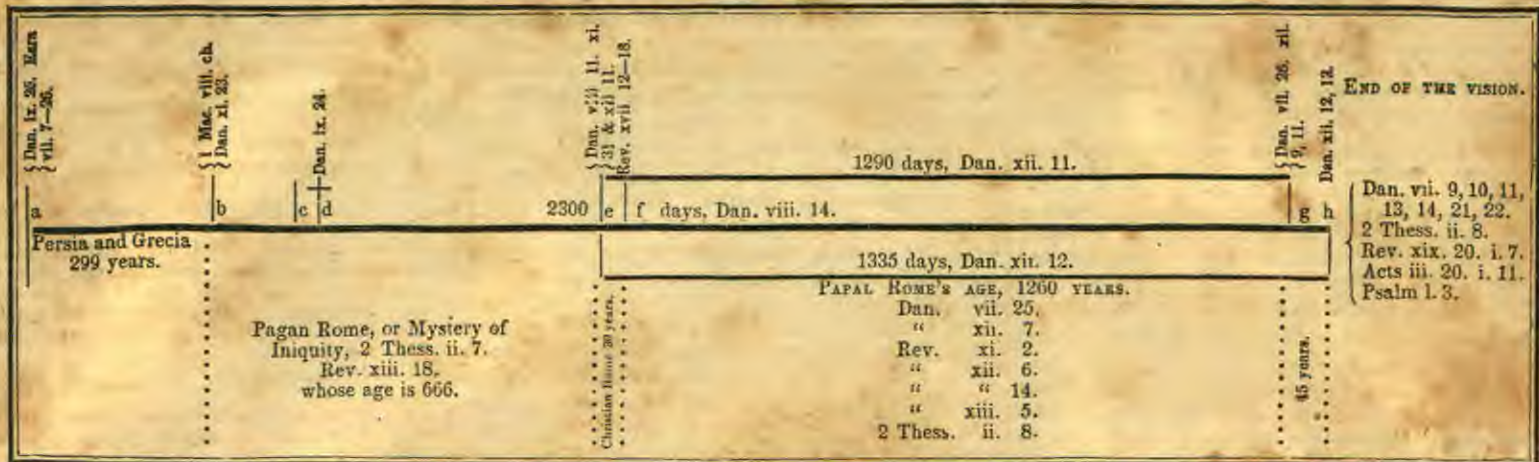 Dan. ix. 25. Ezra
vii. 7–26.
1 Mac. viii. ch.
Dan. xi. 23.
Dan. ix. 24.
Dan. viii 11. xi.
31 & xii 11.
Rev. xvii. 12–18.
Dan. vii. 26. xii.
9, 11.
Dan. xii. 12, 13.
END OF THE VISION.
1290 days, Dan. xii. 11.
a b c d 2300 e f days, Dan. viii. 14. g h
Dan. vii. 9, 10, 11,
13, 14, 21, 22.
2 Thess. ii. 8.
Rev. xix. 20. i. 7.
Acts iii. 20. i. 11.
Psalm l. 3.
Persia and Grecia
299 years.
1335 days, Dan. xii. 12.
Pagan Rome, or Mystery of
Iniquity, 2 Thess. ii. 7.
Rev. xiii. 18.
whose age is 666.
Christian Rome 30 years.
PAPAL ROME'S AGE, 1260 YEARS.
Dan. vii. 25.
" xii. 7.
Rev. xi. 2.
" xii. 6.
" " 14.
" xiii. 5.
2 Thess. ii. 8.
45 years.